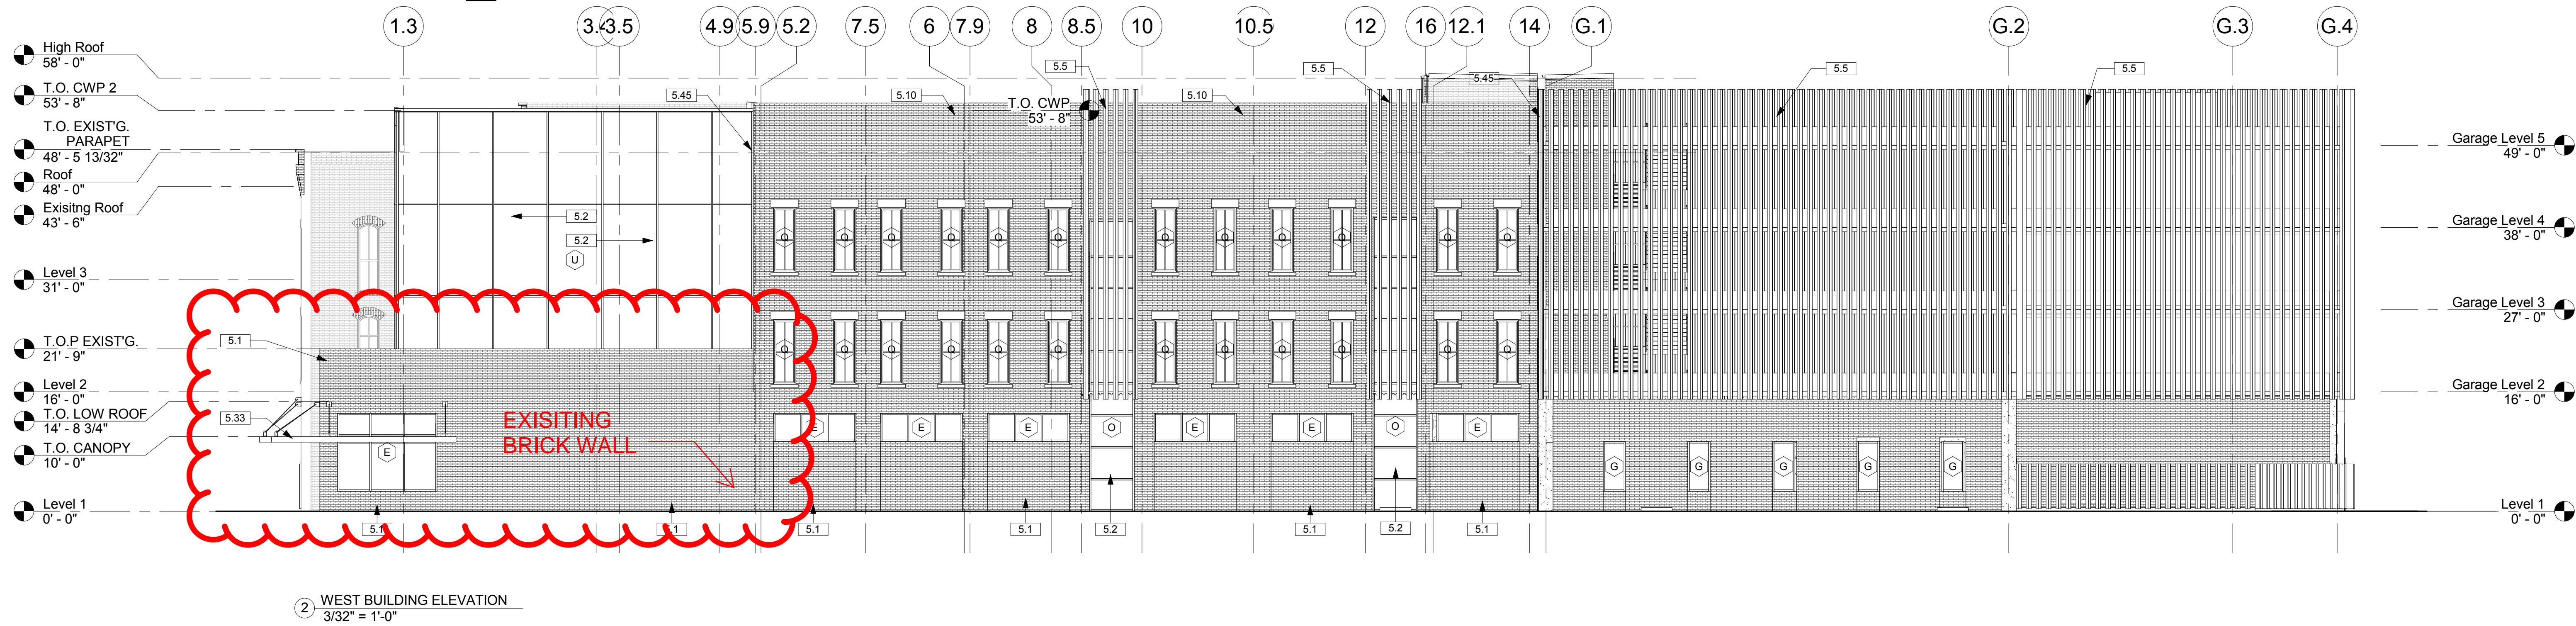 1.3
3.4
3.5
4.9
5.9
5.2
7.5
6
7.9
8
8.5
10
10.5
12
16
12.1
14
G.1
G.2
G.3
G.4
High Roof
58' - 0"
T.O. CWP 2
53' - 8"
T.O. EXIST'G.
PARAPET
48' - 5 13/32"
Roof
48' - 0"
Exisitng Roof
43' - 6"
Level 3
31' - 0"
T.O.P EXIST'G.
21' - 9"
Level 2
16' - 0"
T.O. LOW ROOF
14' - 8 3/4"
T.O. CANOPY
10' - 0"
Level 1
0' - 0"
5.5
5.5
5.45
5.5
5.5
5.45
5.10
T.O. CWP
53' - 8"
5.10
5.2
5.2
U
Q Q Q Q Q Q Q Q Q Q Q Q
Q Q Q Q Q Q Q Q Q Q Q Q
5.1
5.33
EXISITING
BRICK WALL
E E E E O E E O E
G G G G G
5.1 5.1 5.1 5.1 5.2 5.1 5.2 5.1
Garage Level 5
49' - 0"
Garage Level 4
38' - 0"
Garage Level 3
27' - 0"
Garage Level 2
16' - 0"
Level 1
0' - 0"
2 WEST BUILDING ELEVATION
3/32" = 1'-0"